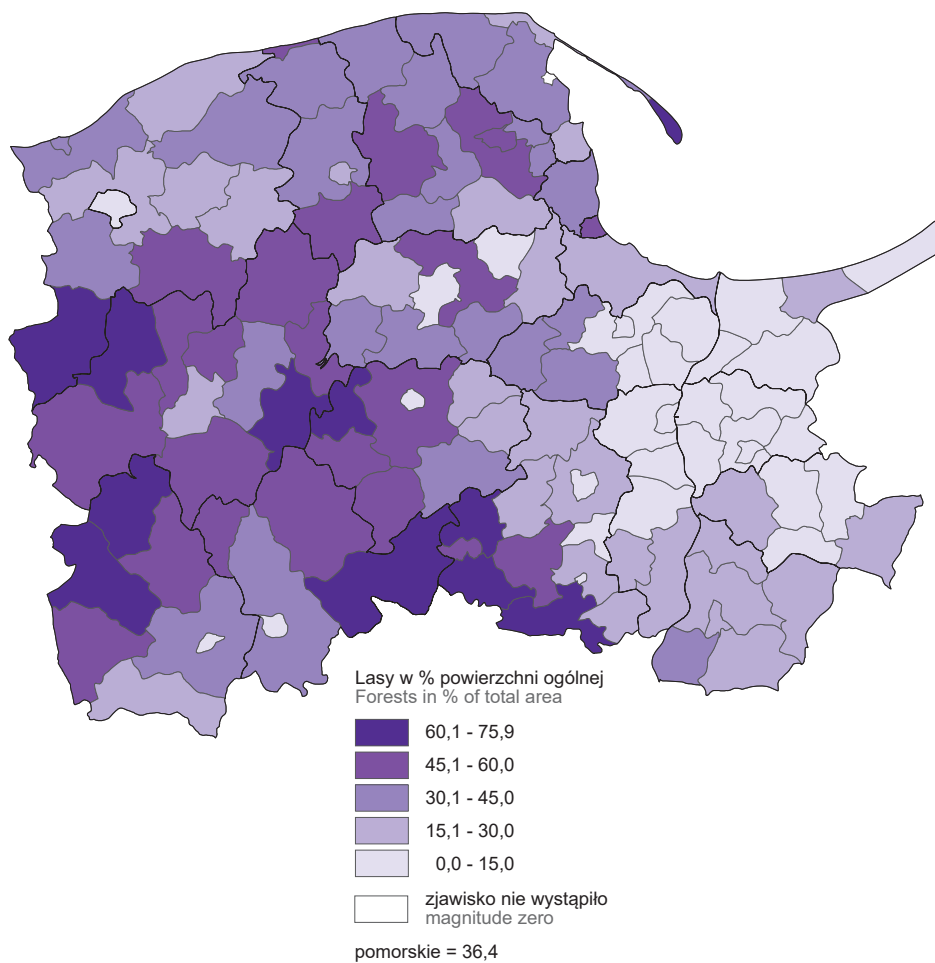 Lasy w % powierzchni ogólnej
Forests in % of total area
60,1 - 75,9
45,1 - 60,0
30,1 - 45,0
15,1 - 30,0
0,0 - 15,0
zjawisko nie wystąpiło
magnitude zero
pomorskie = 36,4